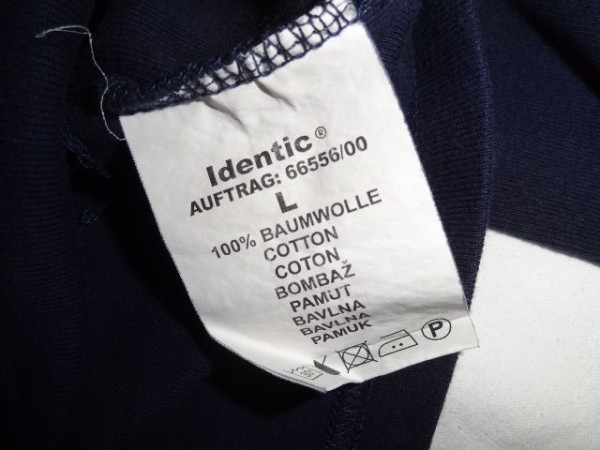 Identic®
AUFTRAG: 66556/00
L
100% BAUMWOLLE
COTTON
COTON
BOMBAŽ
PAMUT
BAVLNA
BAVLNA
PAMUK
P